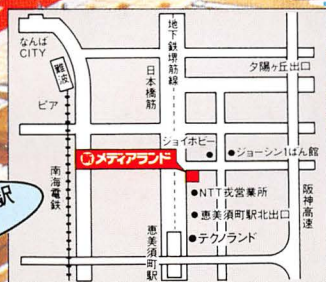 なんば
CITY
難波
ピア
南海電鉄
日本橋筋
地下鉄堺筋線
夕陽ヶ丘出口
ジョイホビー
ジョーシン1ばん館
新メディアランド
NTT戎営業所
恵美須町駅北出口
テクノランド
恵美須町駅
阪神高速
駅